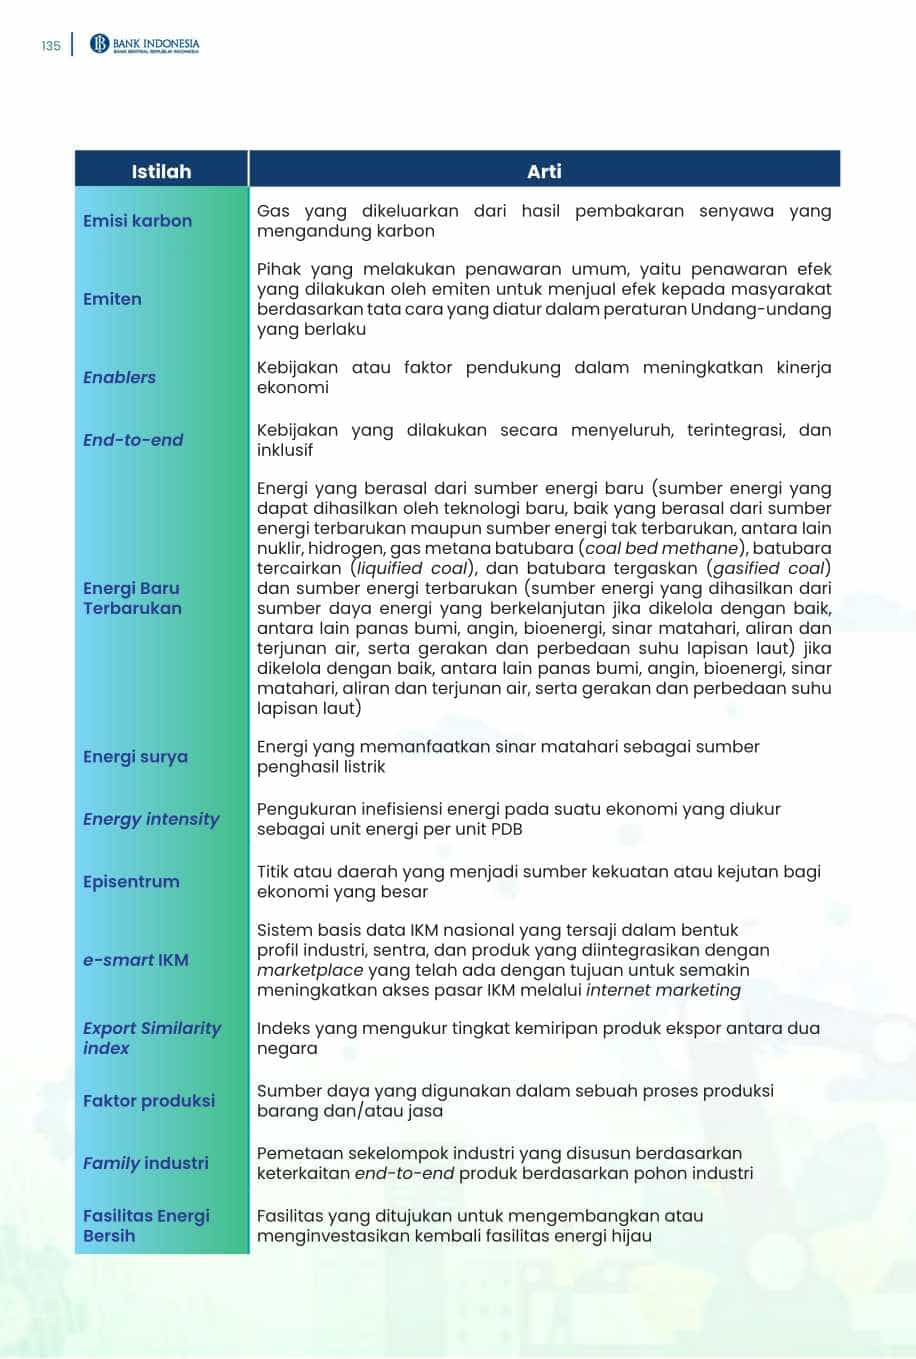 135
BANK INDONESIA
BANK SENTRAL REPUBLIK INDONESIA
Istilah
Arti
Emisi karbon
Gas yang dikeluarkan dari hasil pembakaran senyawa yang
mengandung karbon
Emiten
Pihak yang melakukan penawaran umum, yaitu penawaran efek
yang dilakukan oleh emiten untuk menjual efek kepada masyarakat
berdasarkan tata cara yang diatur dalam peraturan Undang-undang
yang berlaku
Enablers
Kebijakan atau faktor pendukung dalam meningkatkan kinerja
ekonomi
End-to-end
Kebijakan yang dilakukan secara menyeluruh, terintegrasi, dan
inklusif
Energi Baru
Terbarukan
Energi yang berasal dari sumber energi baru (sumber energi yang
dapat dihasilkan oleh teknologi baru, baik yang berasal dari sumber
energi terbarukan maupun sumber energi tak terbarukan, antara lain
nuklir, hidrogen, gas metana batubara (coal bed methane), batubara
tercairkan (liquified coal), dan batubara tergaskan (gasified coal)
dan sumber energi terbarukan (sumber energi yang dihasilkan dari
sumber daya energi yang berkelanjutan jika dikelola dengan baik,
antara lain panas bumi, angin, bioenergi, sinar matahari, aliran dan
terjunan air, serta gerakan dan perbedaan suhu lapisan laut) jika
dikelola dengan baik, antara lain panas bumi, angin, bioenergi, sinar
matahari, aliran dan terjunan air, serta gerakan dan perbedaan suhu
lapisan laut)
Energi surya
Energi yang memanfaatkan sinar matahari sebagai sumber
penghasil listrik
Energy intensity
Pengukuran inefisiensi energi pada suatu ekonomi yang diukur
sebagai unit energi per unit PDB
Episentrum
Titik atau daerah yang menjadi sumber kekuatan atau kejutan bagi
ekonomi yang besar
e-smart IKM
Sistem basis data IKM nasional yang tersaji dalam bentuk
profil industri, sentra, dan produk yang diintegrasikan dengan
marketplace yang telah ada dengan tujuan untuk semakin
meningkatkan akses pasar IKM melalui internet marketing
Export Similarity
index
Indeks yang mengukur tingkat kemiripan produk ekspor antara dua
negara
Faktor produksi
Sumber daya yang digunakan dalam sebuah proses produksi
barang dan/atau jasa
Family industri
Pemetaan sekelompok industri yang disusun berdasarkan
keterkaitan end-to-end produk berdasarkan pohon industri
Fasilitas Energi
Bersih
Fasilitas yang ditujukan untuk mengembangkan atau
menginvestasikan kembali fasilitas energi hijau